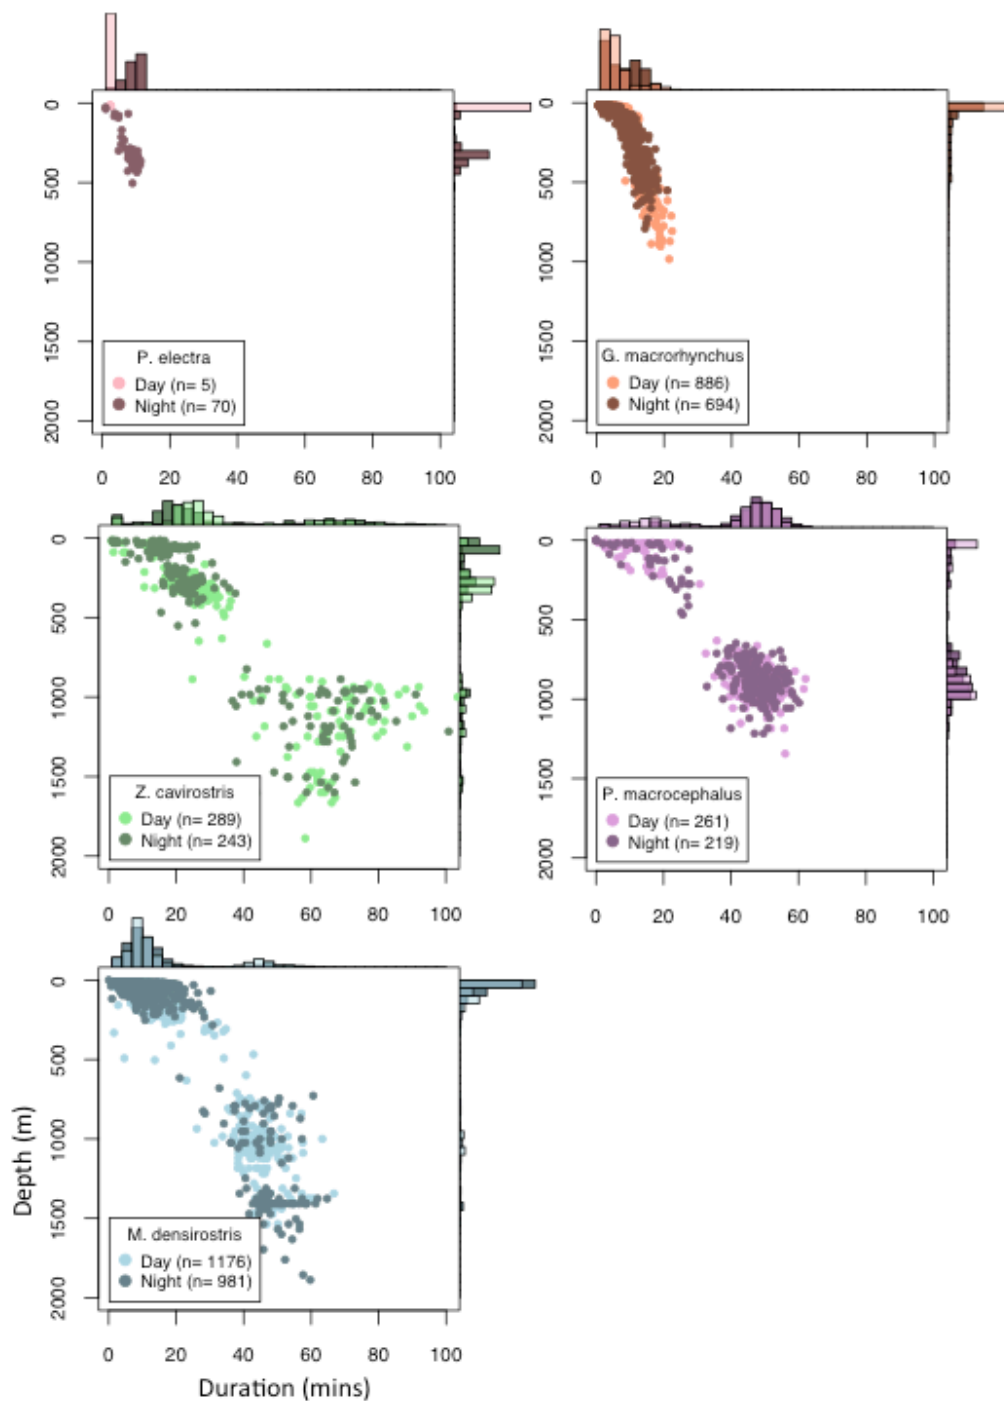 0
500
1000
1500
2000
P. electra
Day (n= 5)
Night (n= 70)
0 20 40 60 80 100
0
500
1000
1500
2000
G. macrorhynchus
Day (n= 886)
Night (n= 694)
0 20 40 60 80 100
0
500
1000
1500
2000
Z. cavirostris
Day (n= 289)
Night (n= 243)
0 20 40 60 80 100
0
500
1000
1500
2000
P. macrocephalus
Day (n= 261)
Night (n= 219)
0 20 40 60 80 100
Depth (m)
0
500
1000
1500
2000
M. densirostris
Day (n= 1176)
Night (n= 981)
0 20 40 60 80 100
Duration (mins)